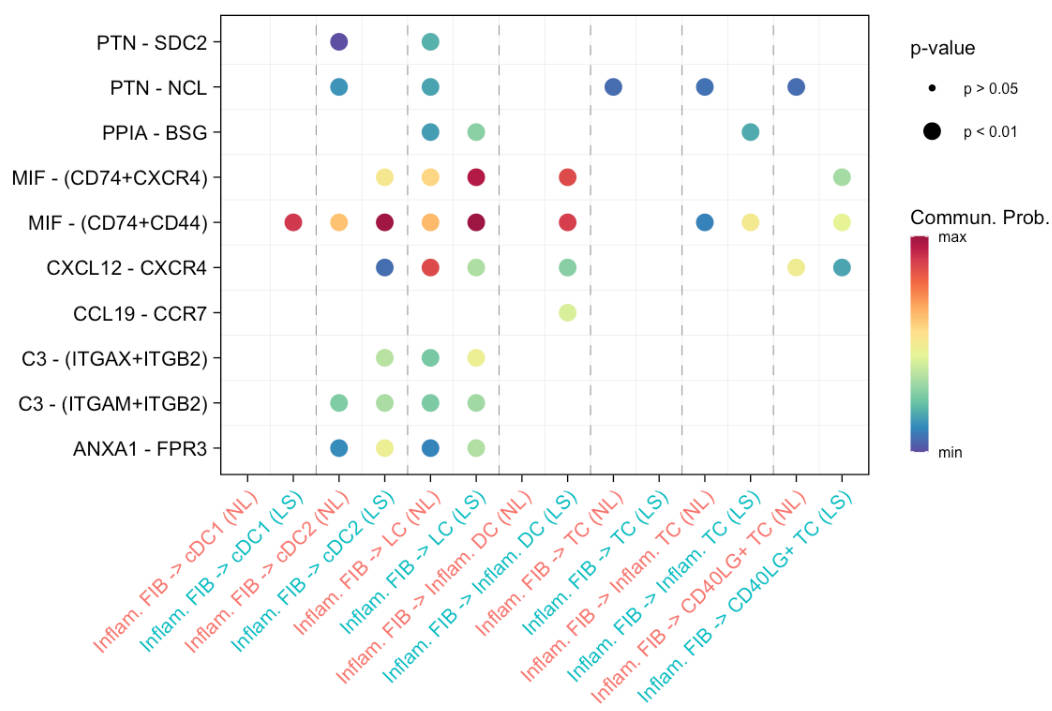 PTN - SDC2
PTN - NCL
PPIA - BSG
MIF - (CD74+CXCR4)
MIF - (CD74+CD44)
CXCL12 - CXCR4
CCL19 - CCR7
C3 - (ITGAX+ITGB2)
C3 - (ITGAM+ITGB2)
ANXA1 - FPR3
Inflam. FIB -> cDC1 (NL)
Inflam. FIB -> cDC1 (LS)
Inflam. FIB -> cDC2 (NL)
Inflam. FIB -> cDC2 (LS)
Inflam. FIB -> LC (NL)
Inflam. FIB -> LC (LS)
Inflam. FIB -> Inflam. DC (NL)
Inflam. FIB -> Inflam. DC (LS)
Inflam. FIB -> TC (NL)
Inflam. FIB -> TC (LS)
Inflam. FIB -> Inflam. TC (NL)
Inflam. FIB -> Inflam. TC (LS)
Inflam. FIB -> CD40LG+ TC (NL)
Inflam. FIB -> CD40LG+ TC (LS)
p-value
p > 0.05
p < 0.01
Commun. Prob.
max
min